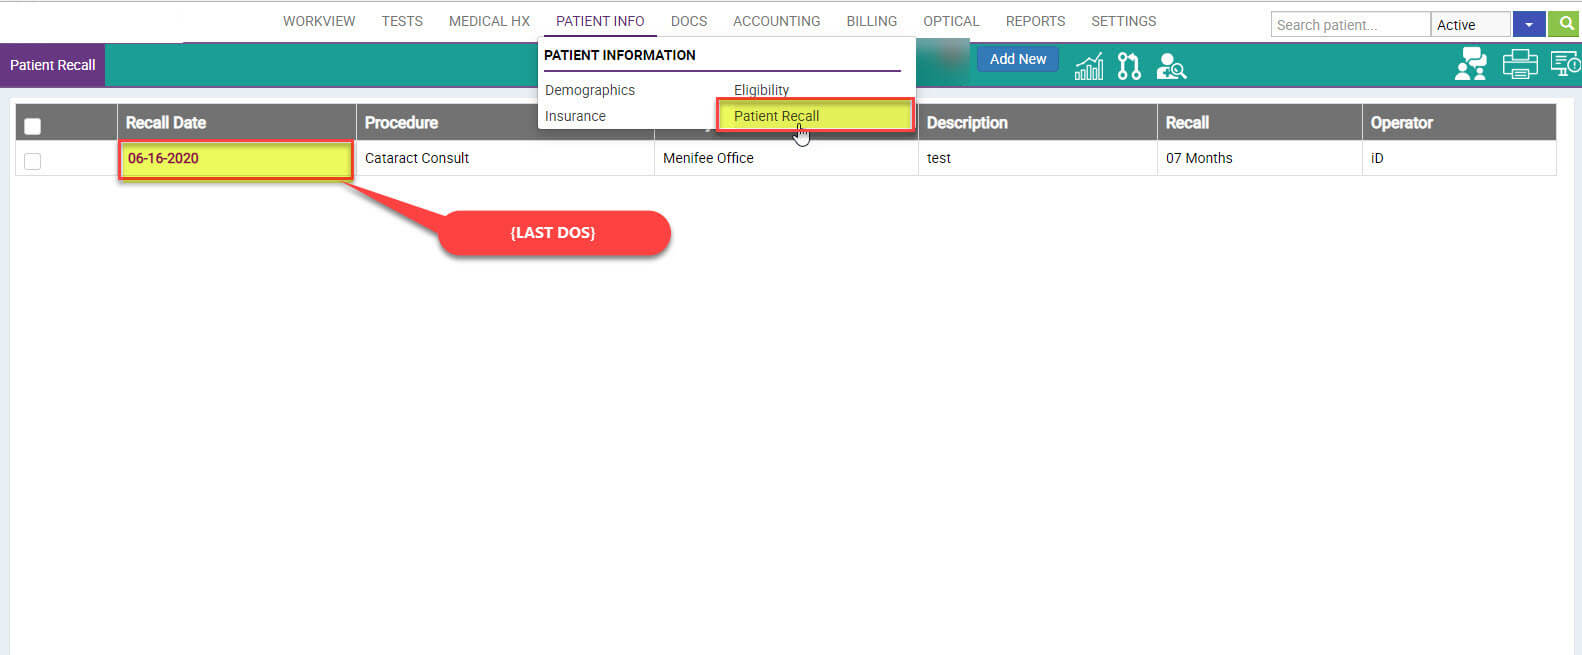 WORKVIEW TESTS MEDICAL HX PATIENT INFO DOCS ACCOUNTING BILLING OPTICAL REPORTS SETTINGS Search patient... Active
Patient Recall Add New
PATIENT INFORMATION
Demographics Eligibility
Insurance Patient Recall
Recall Date Procedure Description Recall Operator
06-16-2020 Cataract Consult Menifee Office test 07 Months iD
{LAST DOS}